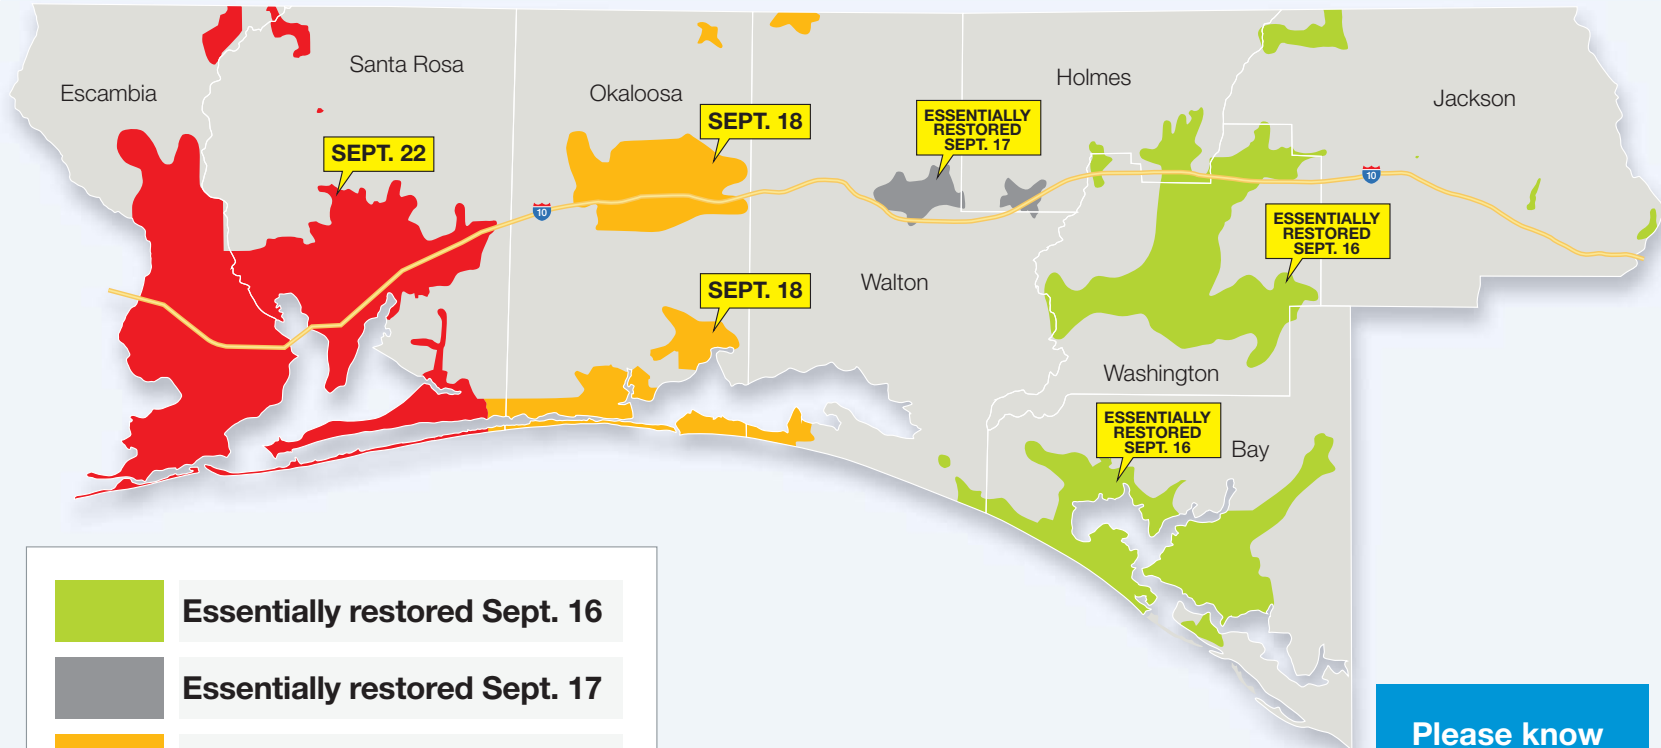 Escambia
Santa Rosa
Okaloosa
Holmes
Jackson
SEPT. 22
SEPT. 18
ESSENTIALLY
RESTORED
SEPT. 17
10
10
ESSENTIALLY
RESTORED
SEPT. 16
SEPT. 18
Walton
Washington
ESSENTIALLY
RESTORED
SEPT. 16
Bay
Essentially restored Sept. 16
Essentially restored Sept. 17
Please know